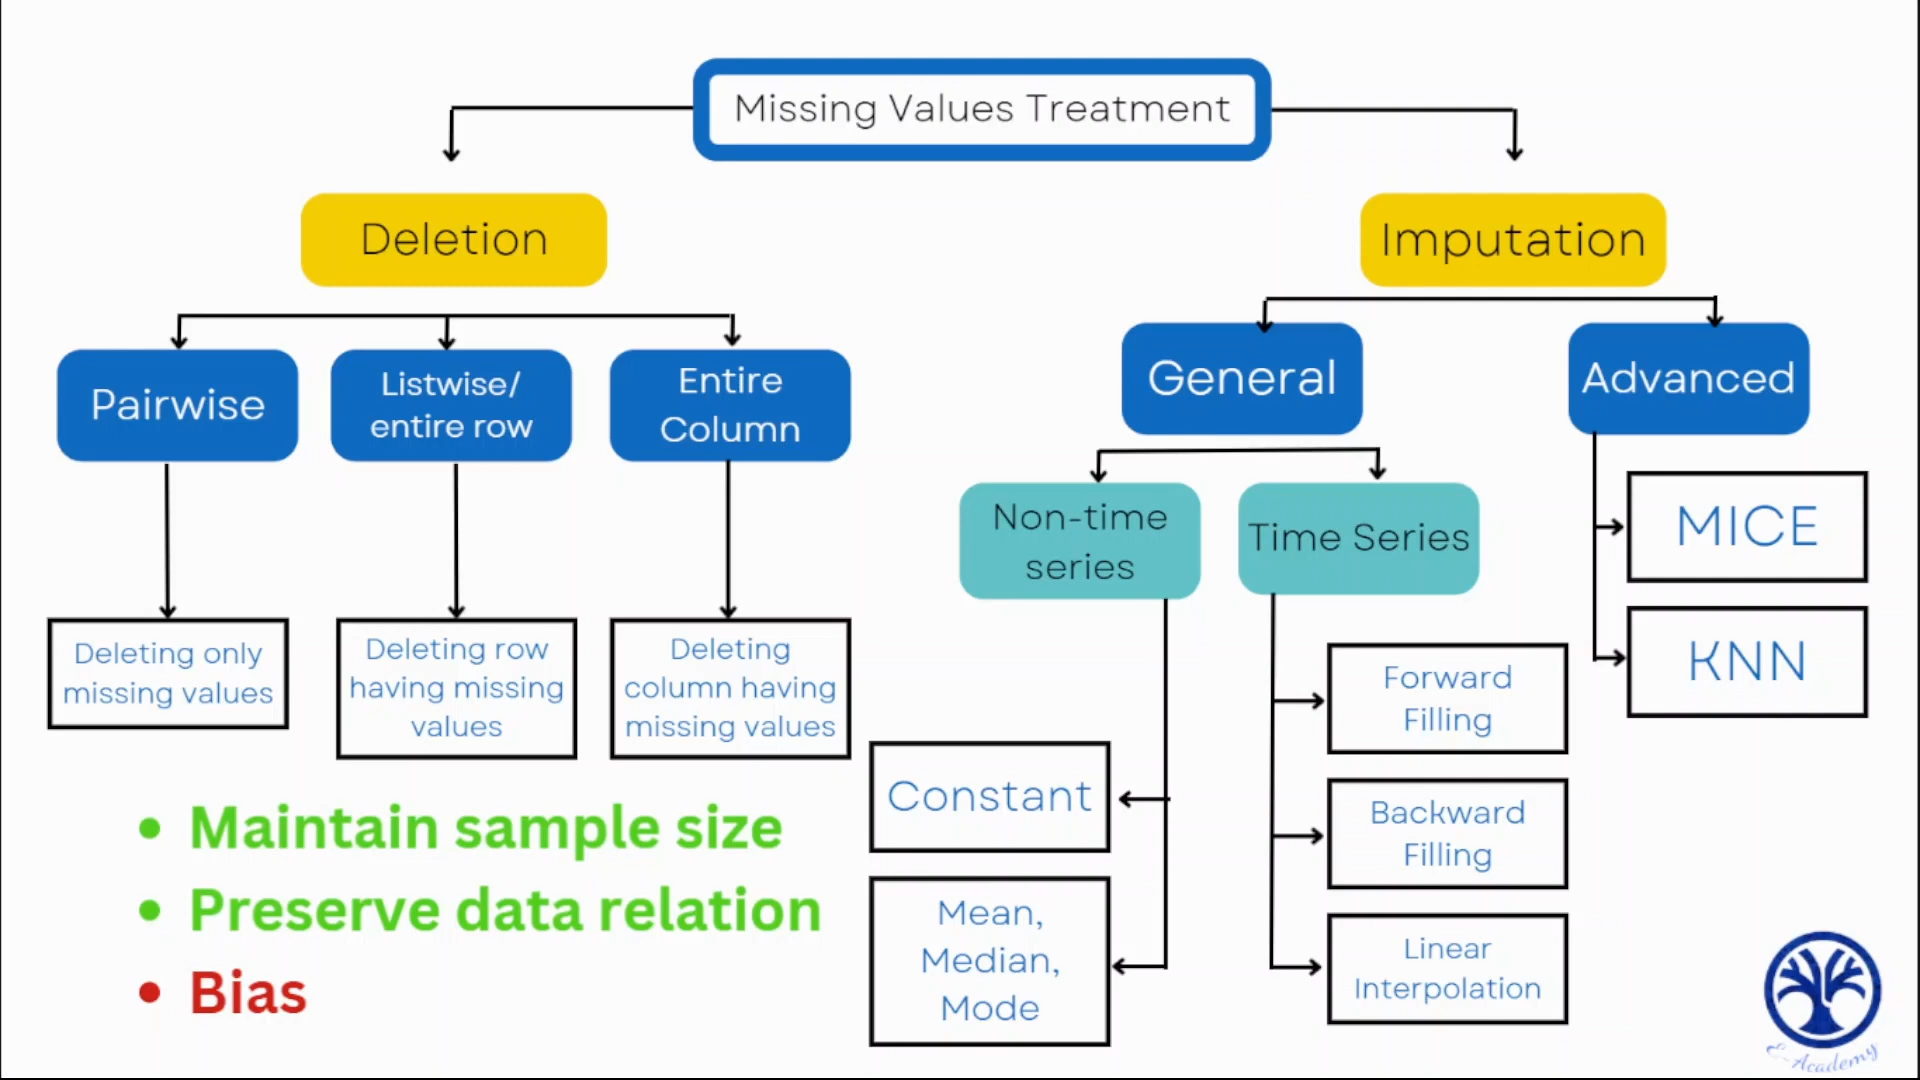 Missing Values Treatment
Deletion
Imputation
Pairwise
Listwise/
entire row
Entire
Column
General
Advanced
Non-time
series
Time Series
MICE
KNN
Deleting only
missing values
Deleting row
having missing
values
Deleting
column having
missing values
Forward
Filling
Constant
Backward
Filling
Mean,
Median,
Mode
Linear
Interpolation
Maintain sample size
Preserve data relation
Bias
E-Academy